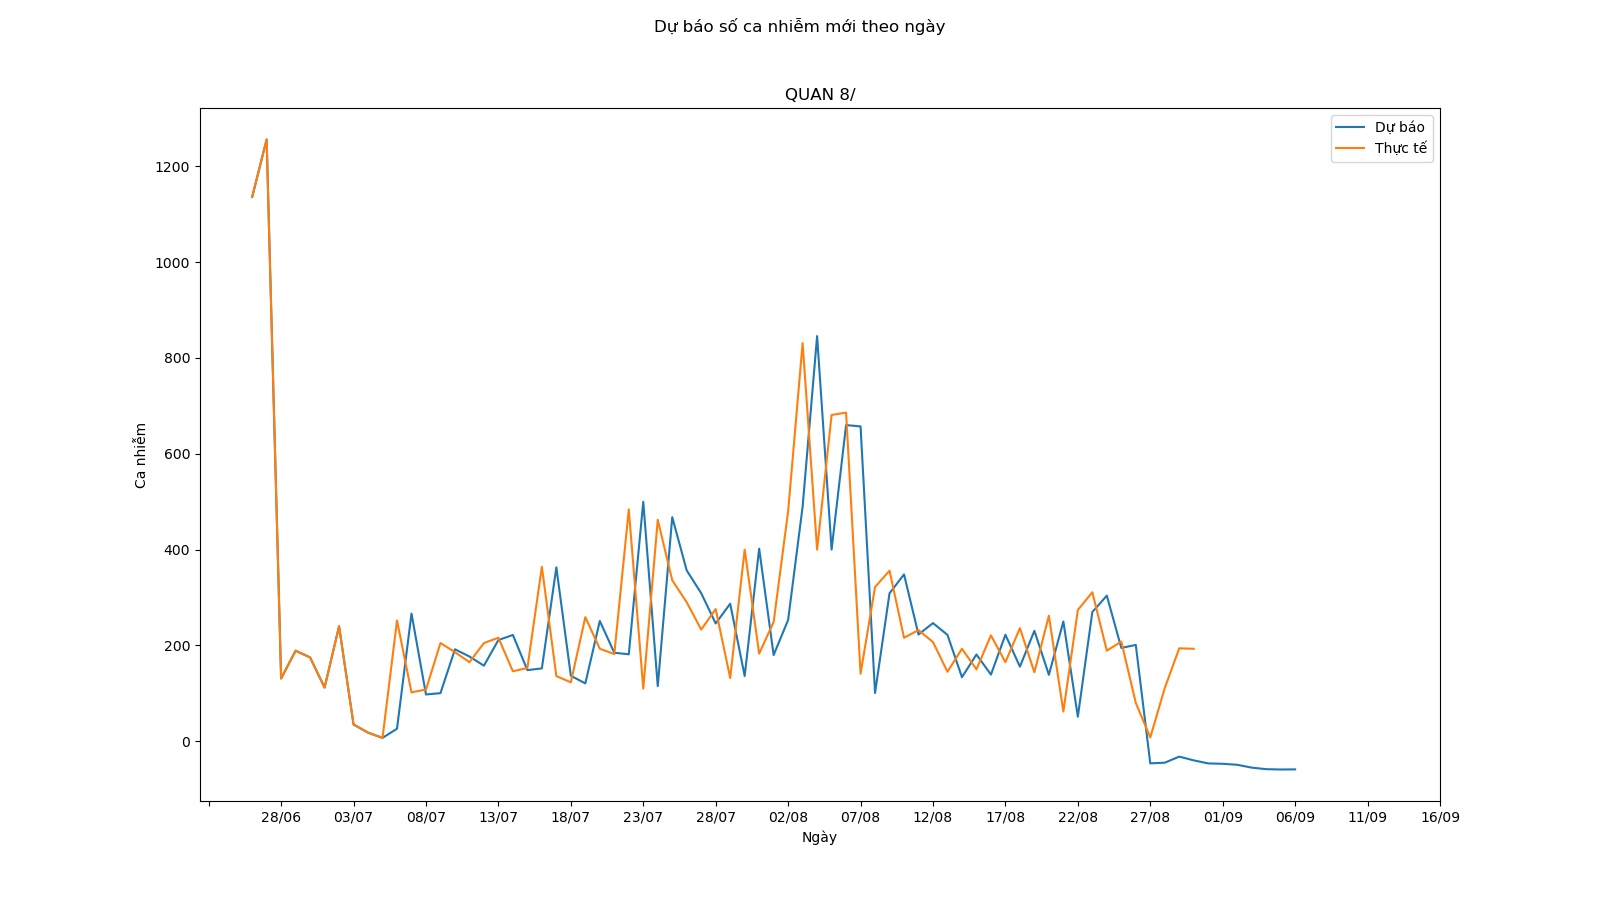 Dự báo số ca nhiễm mới theo ngày
QUAN 8/
Dự báo
Thực tế
1200
1000
800
600
400
200
0
Ca nhiễm
28/06 03/07 08/07 13/07 18/07 23/07 28/07 02/08 07/08 12/08 17/08 22/08 27/08 01/09 06/09 11/09 16/09
Ngày